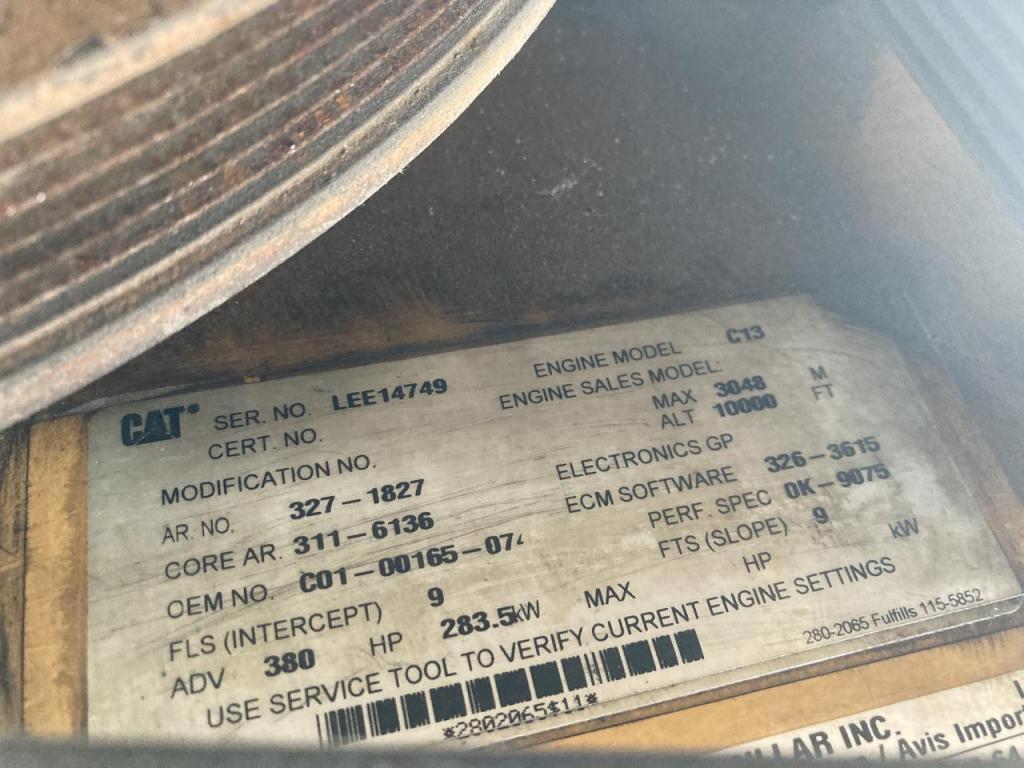 CAT® SER. NO. LEE14749 ENGINE MODEL C13
CERT. NO. ENGINE SALES MODEL:
MODIFICATION NO. MAX 3048 M
ALT 10000 FT
AR. NO. 327-1827 ELECTRONICS GP
CORE AR. 311-6136 ECM SOFTWARE 326-3615
OEM NO. C01-00165-07 PERF. SPEC 0K-9075
FLS (INTERCEPT) 9 FTS (SLOPE) 9
ADV 380 HP 283.5kW MAX HP kW
USE SERVICE TOOL TO VERIFY CURRENT ENGINE SETTINGS
*2802065$11* 280-2065 Fulfills 115-5852
LLAR INC.
/ Avis Impor